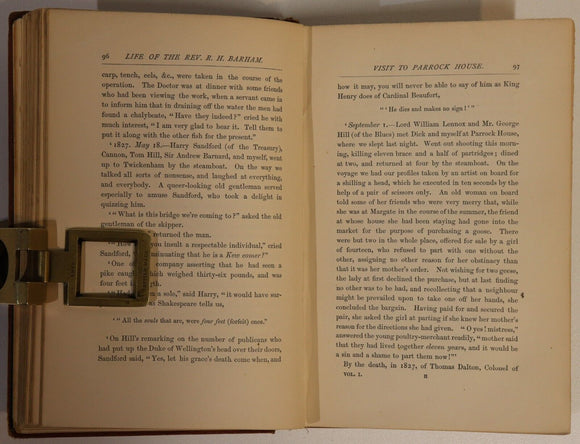 96 LIFE OF THE REV. R. H. BARHAM.
carp, tench, eels, &c., were taken in the course of the
operation. The Doctor was at dinner with some friends
who had been viewing the work, when a servant came in
to inform him that in draining off the water the men had
found a chalybeate, "Have they indeed?" cried he with
much interest, "I am very glad to hear it. Tell them to
put it along with the other fish for the present."
'1827. May 18.—Harry Sandford (of the Treasury),
Cannon, Tom Hill, Sir Andrew Barnard, and myself, went
up to Twickenham by the steamboat. On the way we
talked all sorts of nonsense, and laughed at everything,
and everybody. A queer-looking old gentleman served
especially to amuse Sandford, who took a delight in
quizzing him.
'"What is this bridge we're coming to?" asked the old
gentleman of the skipper.
returned the man.
you insult a respectable individual," cried
Sandford, insinuating that he is a Kew comer!"
'One of company asserting that he had seen a
pike caught which weighed thirty-six pounds, and was
four feet length.
a sole," said Harry, "it would have sur-
Shakespeare tells us,
'"All the souls that are, were four feet (forfeit) once."
'On Hill's remarking on the number of publicans who
had put up the Duke of Wellington's head over their doors,
Sandford said, "Yes, let his grace's death come when, and
VISIT TO PARROCK HOUSE. 97
how it may, you will never be able to say of him as King
Henry does of Cardinal Beaufort,
"'He dies and makes no sign!'"
'September 1.—Lord William Lennox and Mr. George
Hill (of the Blues) met Dick and myself at Parrock House,
where we slept last night. Went out shooting this morn-
ing, killing eleven brace and a half of partridges; dined
at two, and returned at four by the steamboat. On the
voyage we had our profiles taken by an artist on board for
a shilling a head, which he executed in ten seconds by the
help of a pair of scissors only. An old woman on board
told some of her friends who were very merry that, while
she was at Margate in the course of the summer, the friend
at whose house she had been staying had gone into the
market for the purpose of purchasing a goose. There
were but two in the whole place, offered for sale by a girl
of fourteen, who refused to part with one without the
other, assigning no other reason for her obstinacy than
that it was her mother's order. Not wishing for two geese,
the lady at first declined the purchase, but at last finding
no other was to be had, and recollecting that a neighbour
might be prevailed upon to take one off her hands, she
concluded the bargain. Having paid for and secured the
pair, she asked the girl at parting if she knew her mother's
reason for the directions she had given. "O yes! mistress,"
answered the young poultry-merchant readily, "mother said
that they had lived together eleven years, and it would be
a sin and a shame to part them now!"'
By the death, in 1827, of Thomas Dalton, Colonel of
VOL. I. H